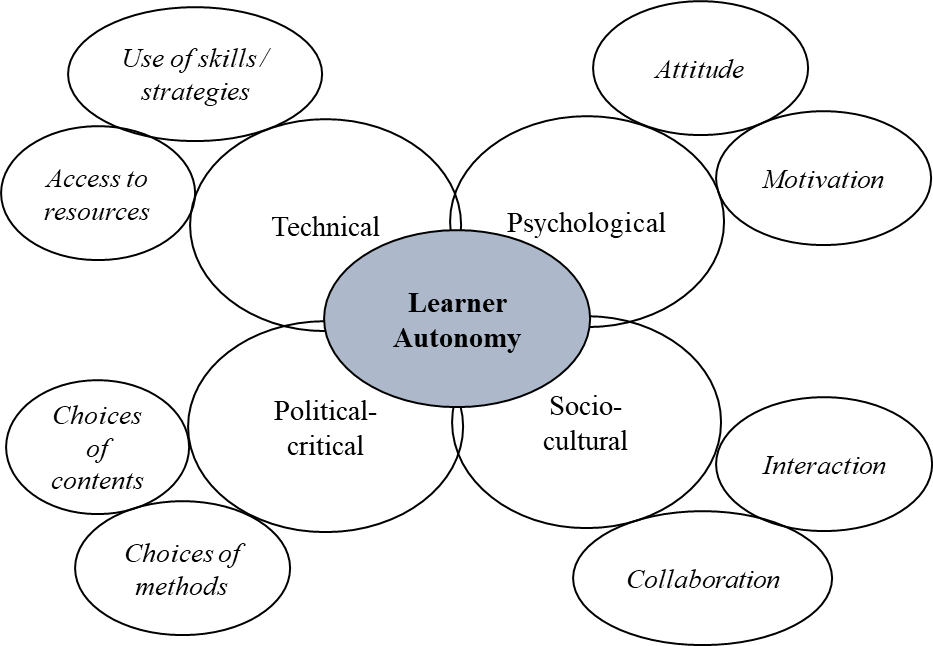 Use of skills /
strategies
Attitude
Access to
resources
Motivation
Technical
Psychological
Learner
Autonomy
Political-
critical
Socio-
cultural
Choices
of
contents
Interaction
Choices of
methods
Collaboration